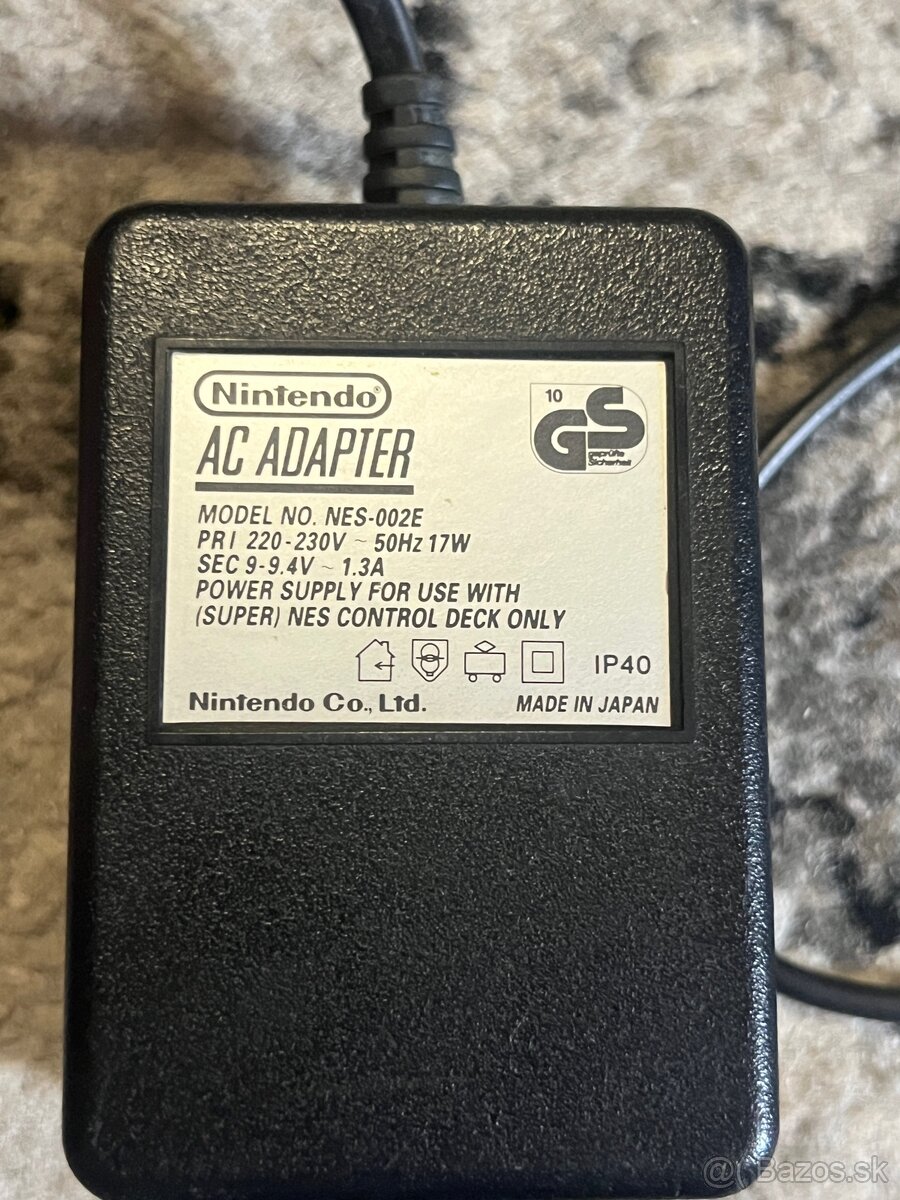 Nintendo®
10
GS
geprüfte
Sicherheit
AC ADAPTER
MODEL NO. NES-002E
PRI 220-230V ~ 50Hz 17W
SEC 9-9.4V ~ 1.3A
POWER SUPPLY FOR USE WITH
(SUPER) NES CONTROL DECK ONLY
IP40
Nintendo Co., Ltd.
MADE IN JAPAN
@ Bazos.sk